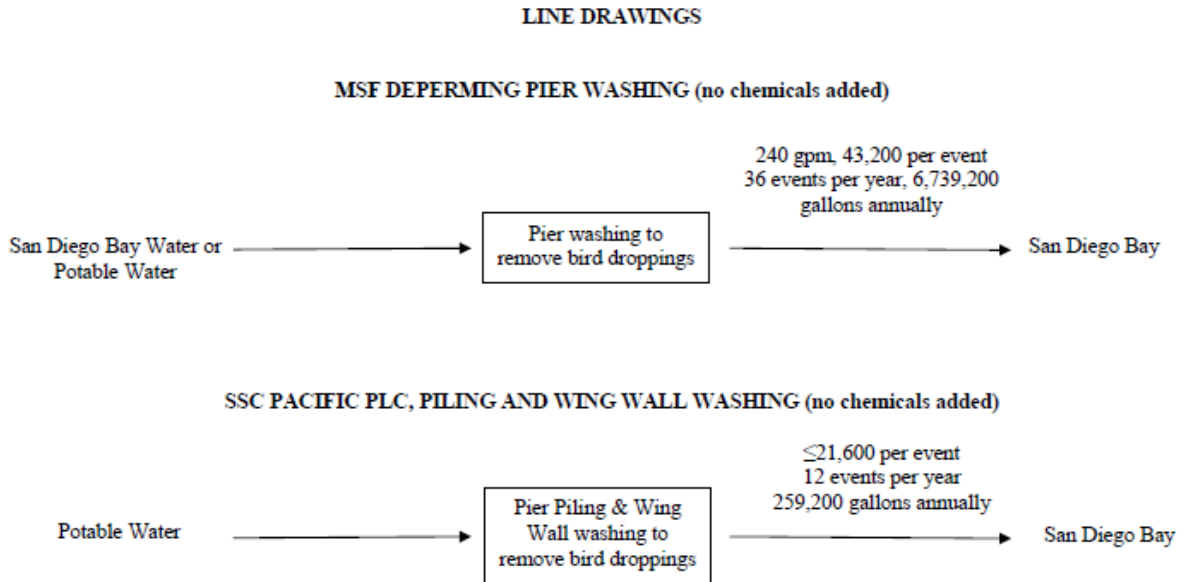 LINE DRAWINGS
MSF DEPERMING PIER WASHING (no chemicals added)
240 gpm, 43,200 per event
36 events per year, 6,739,200
gallons annually
San Diego Bay Water or
Potable Water
Pier washing to
remove bird droppings
San Diego Bay
SSC PACIFIC PLC, PILING AND WING WALL WASHING (no chemicals added)
≤21,600 per event
12 events per year
259,200 gallons annually
Potable Water
Pier Piling & Wing
Wall washing to
remove bird droppings
San Diego Bay